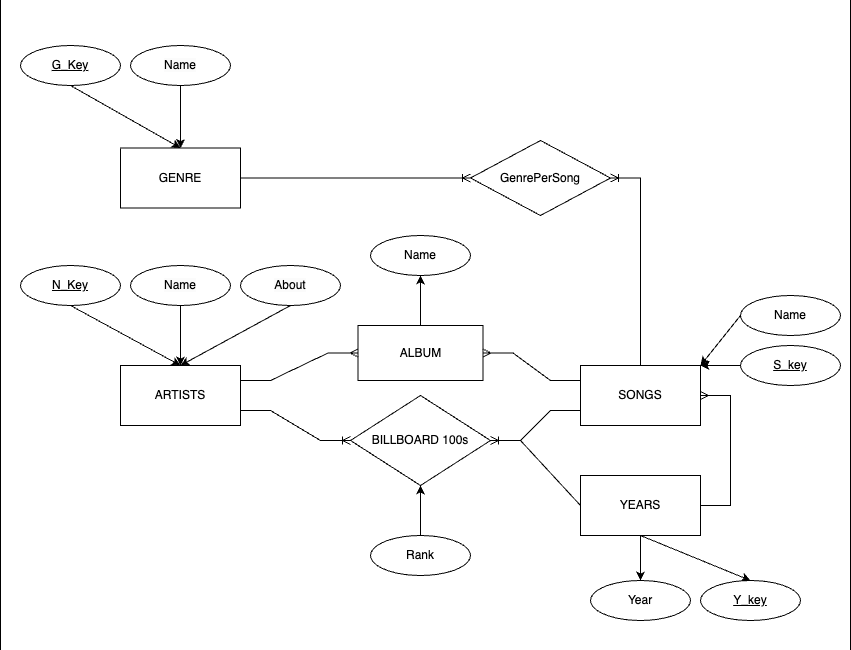 G_Key
Name
GENRE
GenrePerSong
Name
N_Key
Name
About
Name
ALBUM
S_key
ARTISTS
SONGS
BILLBOARD 100s
YEARS
Rank
Year
Y_key